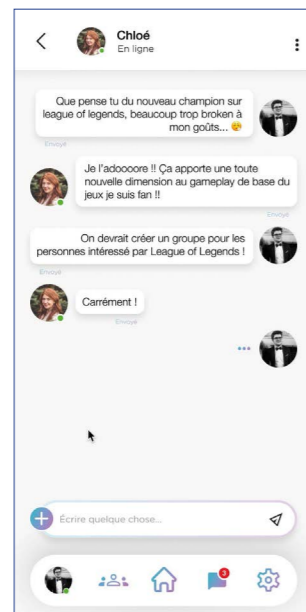 Chloé
En ligne
Que pense tu du nouveau champion sur
league of legends, beaucoup trop broken à
mon goûts...
Envoyé
Je l'adoooore !! Ça apporte une toute
nouvelle dimension au gameplay de base du
jeux je suis fan !!
Envoyé
On devrait créer un groupe pour les
personnes intéressé par League of Legends !
Envoyé
Carrément !
Envoyé
Écrire quelque chose...
3